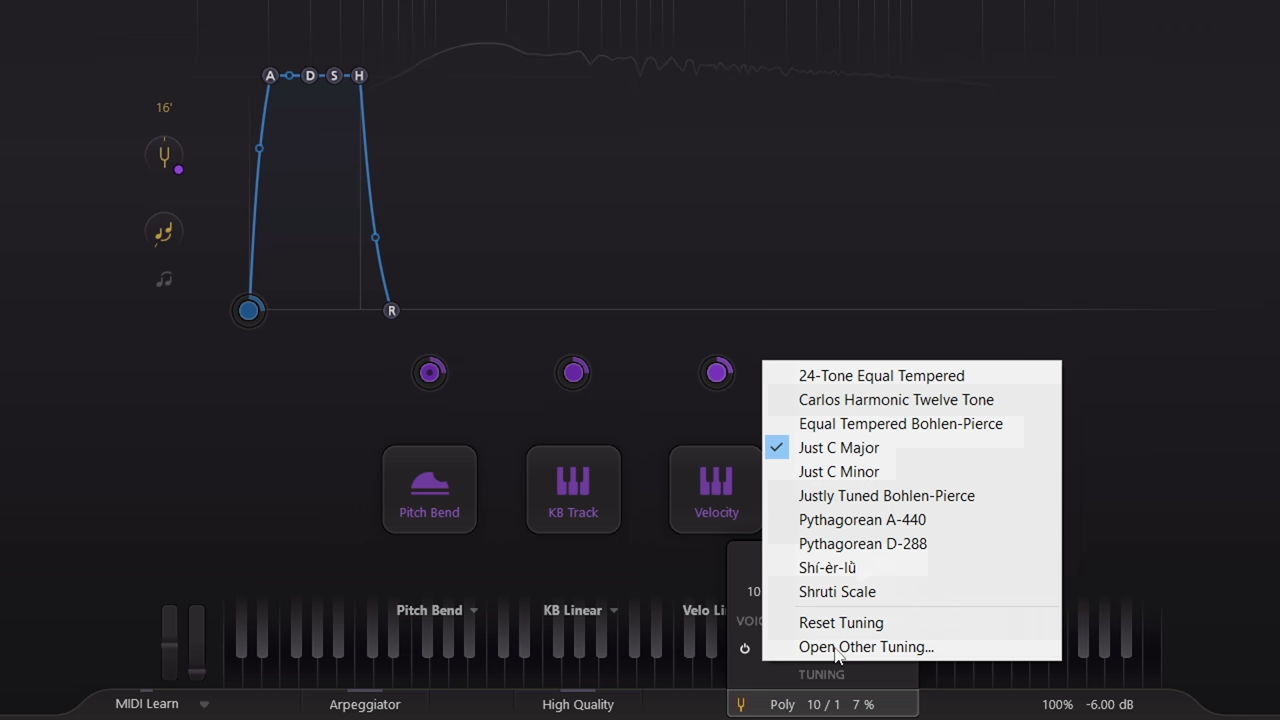 A
D
S
H
16'
R
24-Tone Equal Tempered
Carlos Harmonic Twelve Tone
Equal Tempered Bohlen-Pierce
Just C Major
Just C Minor
Justly Tuned Bohlen-Pierce
Pythagorean A-440
Pythagorean D-288
Shí-èr-lǜ
Shruti Scale
Reset Tuning
Open Other Tuning...
Pitch Bend
KB Track
Velocity
10
Pitch Bend
KB Linear
TUNING
MIDI Learn
Arpeggiator
High Quality
Poly 10 / 1 7 %
100% -6.00 dB